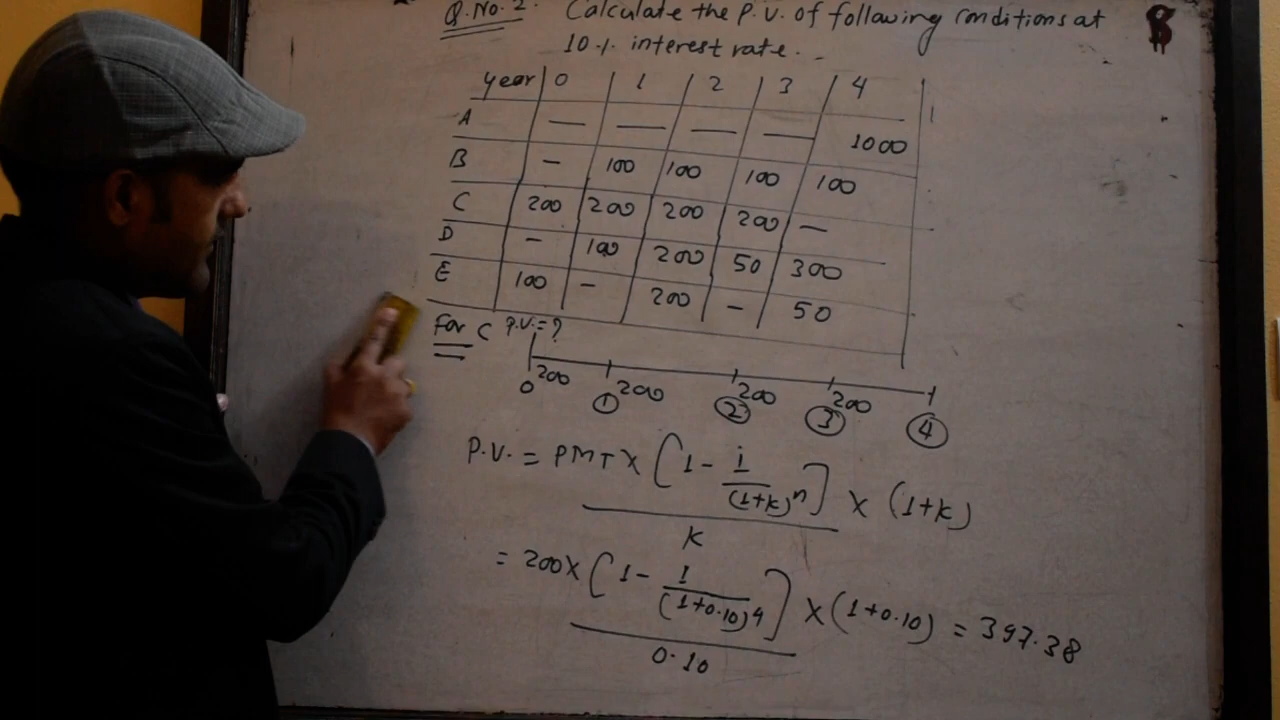 Q.No.2. Calculate the P.V. of following conditions at
10% interest rate.
year 0 1 2 3 4
A — — — — 1000
B — 100 100 100 100
C 200 200 200 200 —
D — 100 200 50 300
E 100 — 200 — 50
For C P.V.=?
200 200 200 200
0 1 2 3 4
P.V. = PMT X [1 - 1/(1+k)^n] / K X (1+k)
= 200X [1 - 1/(1+0.10)^4] / 0.10 X (1+0.10) = 397.38